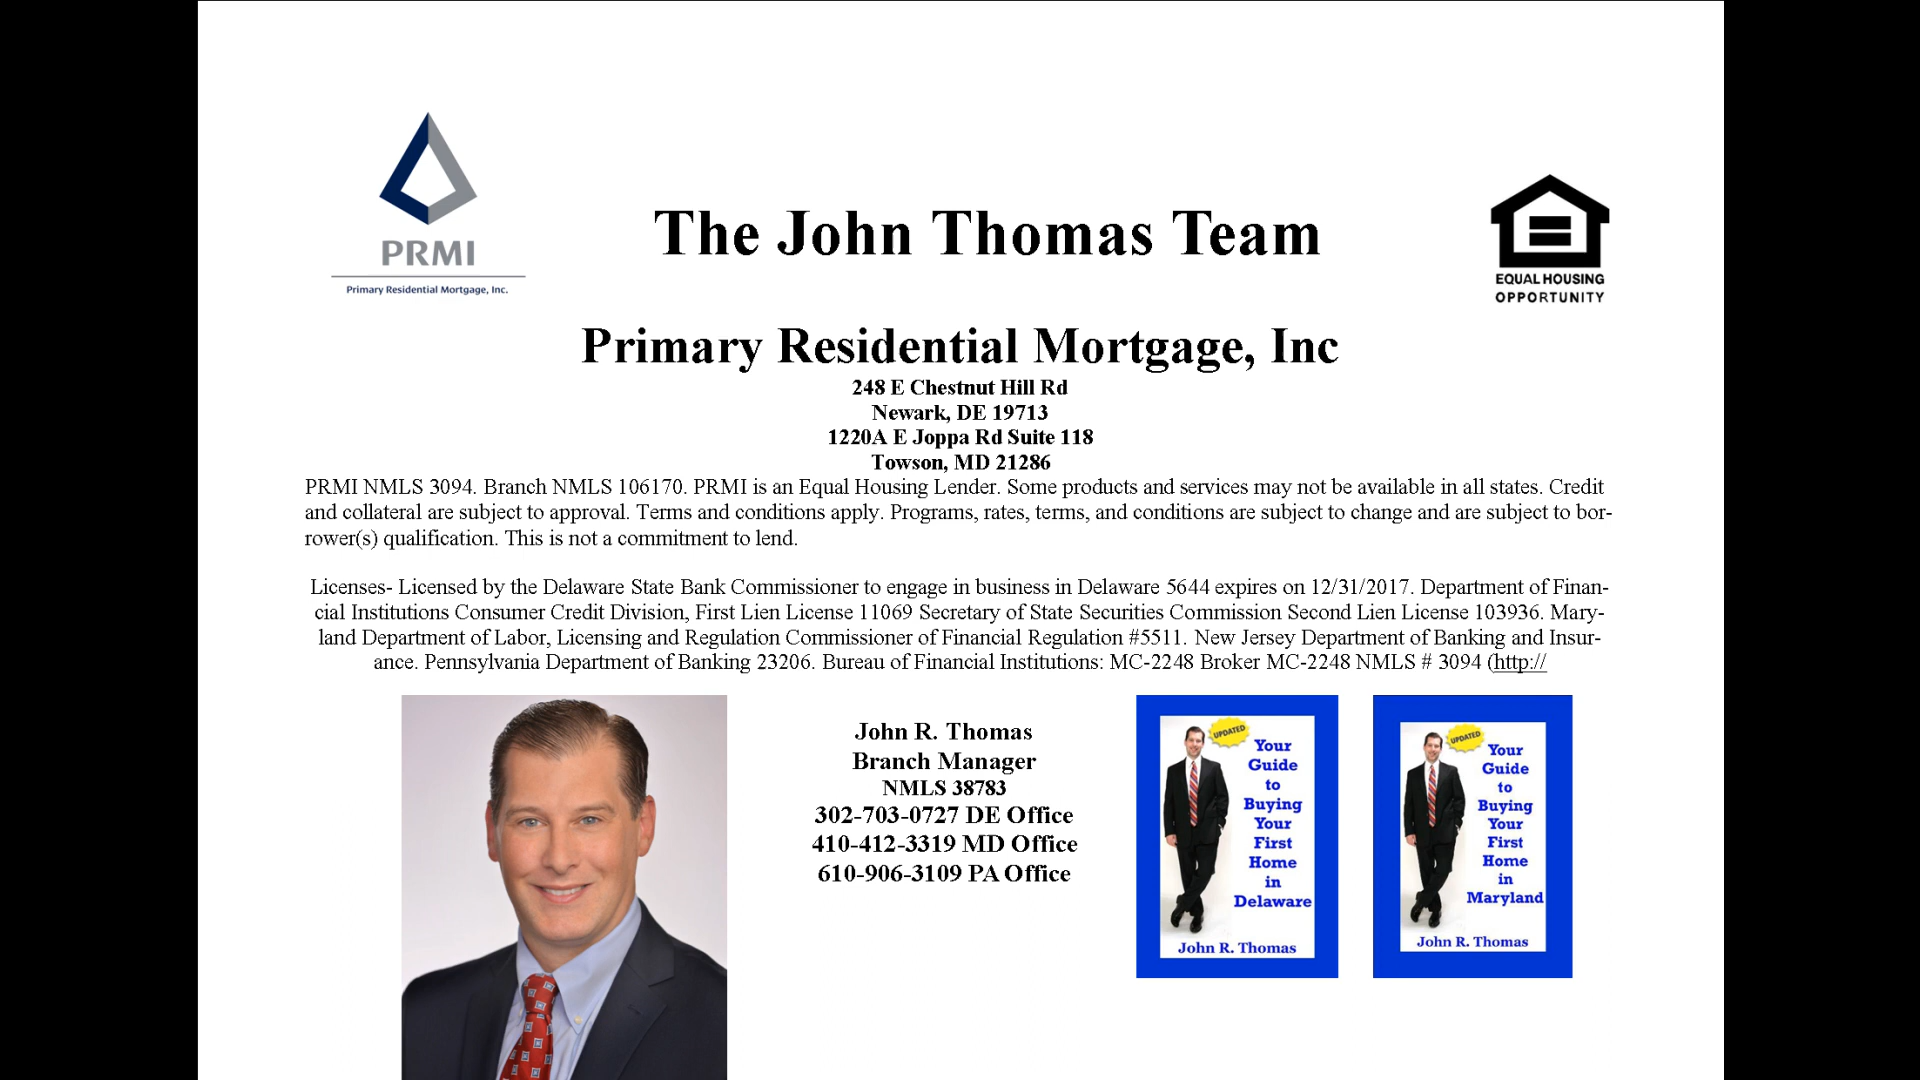 PRMI
Primary Residential Mortgage, Inc.
The John Thomas Team
EQUAL HOUSING
OPPORTUNITY
Primary Residential Mortgage, Inc
248 E Chestnut Hill Rd
Newark, DE 19713
1220A E Joppa Rd Suite 118
Towson, MD 21286
PRMI NMLS 3094. Branch NMLS 106170. PRMI is an Equal Housing Lender. Some products and services may not be available in all states. Credit
and collateral are subject to approval. Terms and conditions apply. Programs, rates, terms, and conditions are subject to change and are subject to bor-
rower(s) qualification. This is not a commitment to lend.
Licenses- Licensed by the Delaware State Bank Commissioner to engage in business in Delaware 5644 expires on 12/31/2017. Department of Finan-
cial Institutions Consumer Credit Division, First Lien License 11069 Secretary of State Securities Commission Second Lien License 103936. Mary-
land Department of Labor, Licensing and Regulation Commissioner of Financial Regulation #5511. New Jersey Department of Banking and Insur-
ance. Pennsylvania Department of Banking 23206. Bureau of Financial Institutions: MC-2248 Broker MC-2248 NMLS # 3094 (http://
John R. Thomas
Branch Manager
NMLS 38783
302-703-0727 DE Office
410-412-3319 MD Office
610-906-3109 PA Office
UPDATED
Your
Guide
to
Buying
Your
First
Home
in
Delaware
John R. Thomas
UPDATED
Your
Guide
to
Buying
Your
First
Home
in
Maryland
John R. Thomas